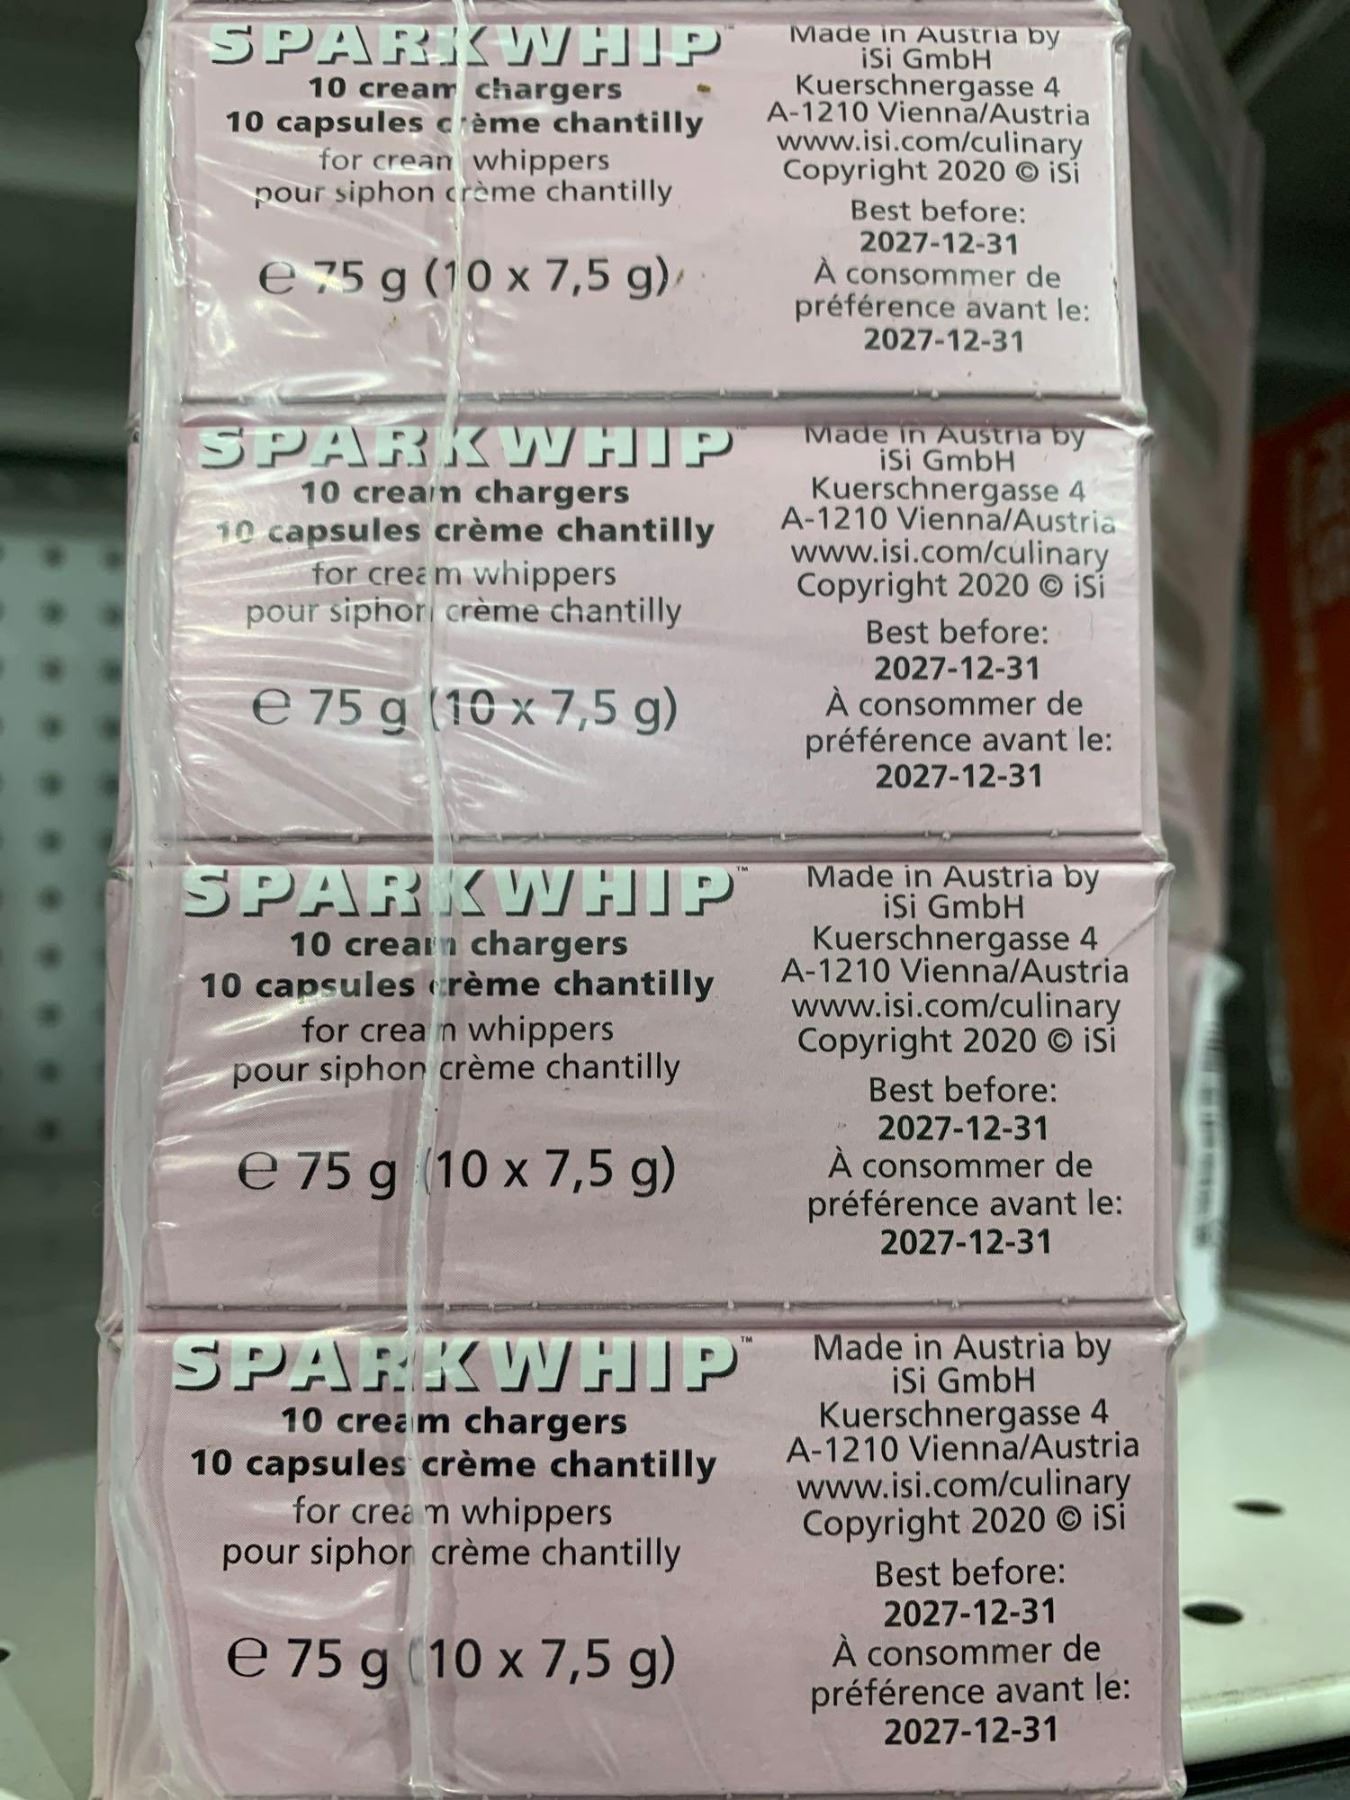 SPARKWHIP™
10 cream chargers
10 capsules crème chantilly
for cream whippers
pour siphon crème chantilly
℮ 75 g (10 x 7,5 g)
Made in Austria by
iSi GmbH
Kuerschnergasse 4
A-1210 Vienna/Austria
www.isi.com/culinary
Copyright 2020 © iSi
Best before:
2027-12-31
À consommer de
préférence avant le:
2027-12-31
SPARKWHIP™
10 cream chargers
10 capsules crème chantilly
for cream whippers
pour siphon crème chantilly
℮ 75 g (10 x 7,5 g)
Made in Austria by
iSi GmbH
Kuerschnergasse 4
A-1210 Vienna/Austria
www.isi.com/culinary
Copyright 2020 © iSi
Best before:
2027-12-31
À consommer de
préférence avant le:
2027-12-31
SPARKWHIP™
10 cream chargers
10 capsules crème chantilly
for cream whippers
pour siphon crème chantilly
℮ 75 g (10 x 7,5 g)
Made in Austria by
iSi GmbH
Kuerschnergasse 4
A-1210 Vienna/Austria
www.isi.com/culinary
Copyright 2020 © iSi
Best before:
2027-12-31
À consommer de
préférence avant le:
2027-12-31
SPARKWHIP™
10 cream chargers
10 capsules crème chantilly
for cream whippers
pour siphon crème chantilly
℮ 75 g (10 x 7,5 g)
Made in Austria by
iSi GmbH
Kuerschnergasse 4
A-1210 Vienna/Austria
www.isi.com/culinary
Copyright 2020 © iSi
Best before:
2027-12-31
À consommer de
préférence avant le:
2027-12-31